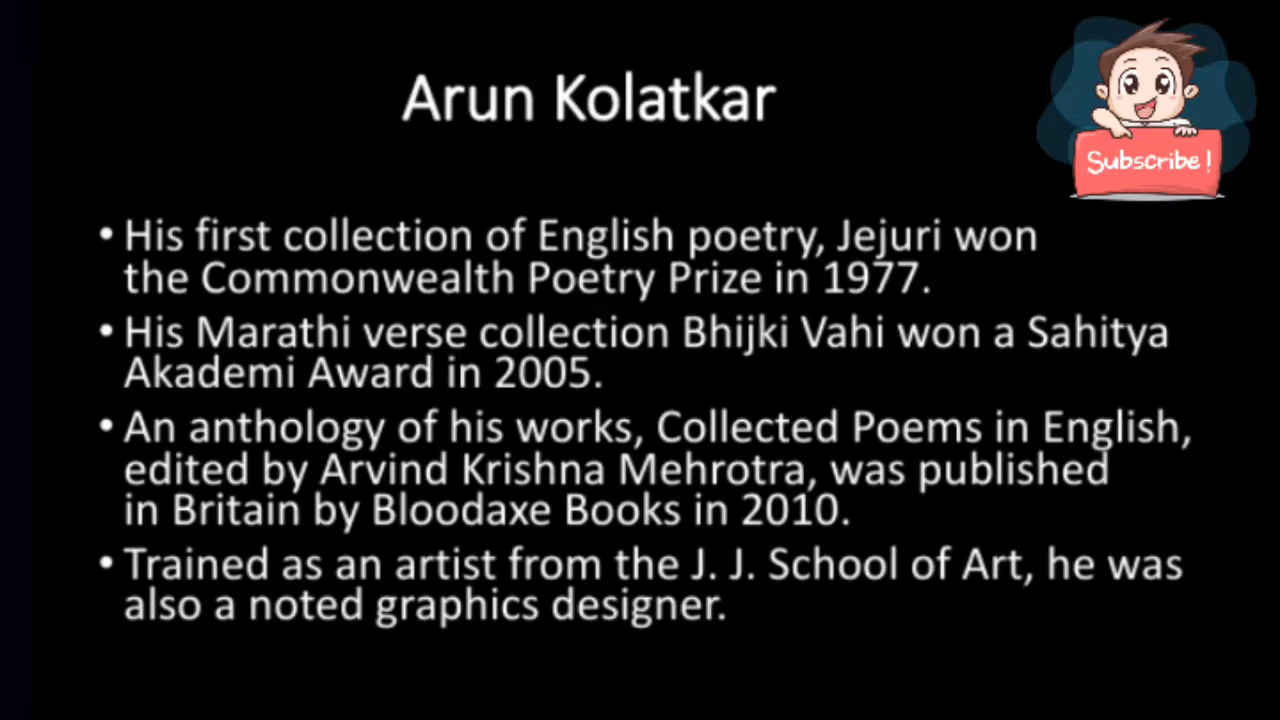 Arun Kolatkar
Subscribe!
• His first collection of English poetry, Jejuri won
the Commonwealth Poetry Prize in 1977.
• His Marathi verse collection Bhijki Vahi won a Sahitya
Akademi Award in 2005.
• An anthology of his works, Collected Poems in English,
edited by Arvind Krishna Mehrotra, was published
in Britain by Bloodaxe Books in 2010.
• Trained as an artist from the J. J. School of Art, he was
also a noted graphics designer.